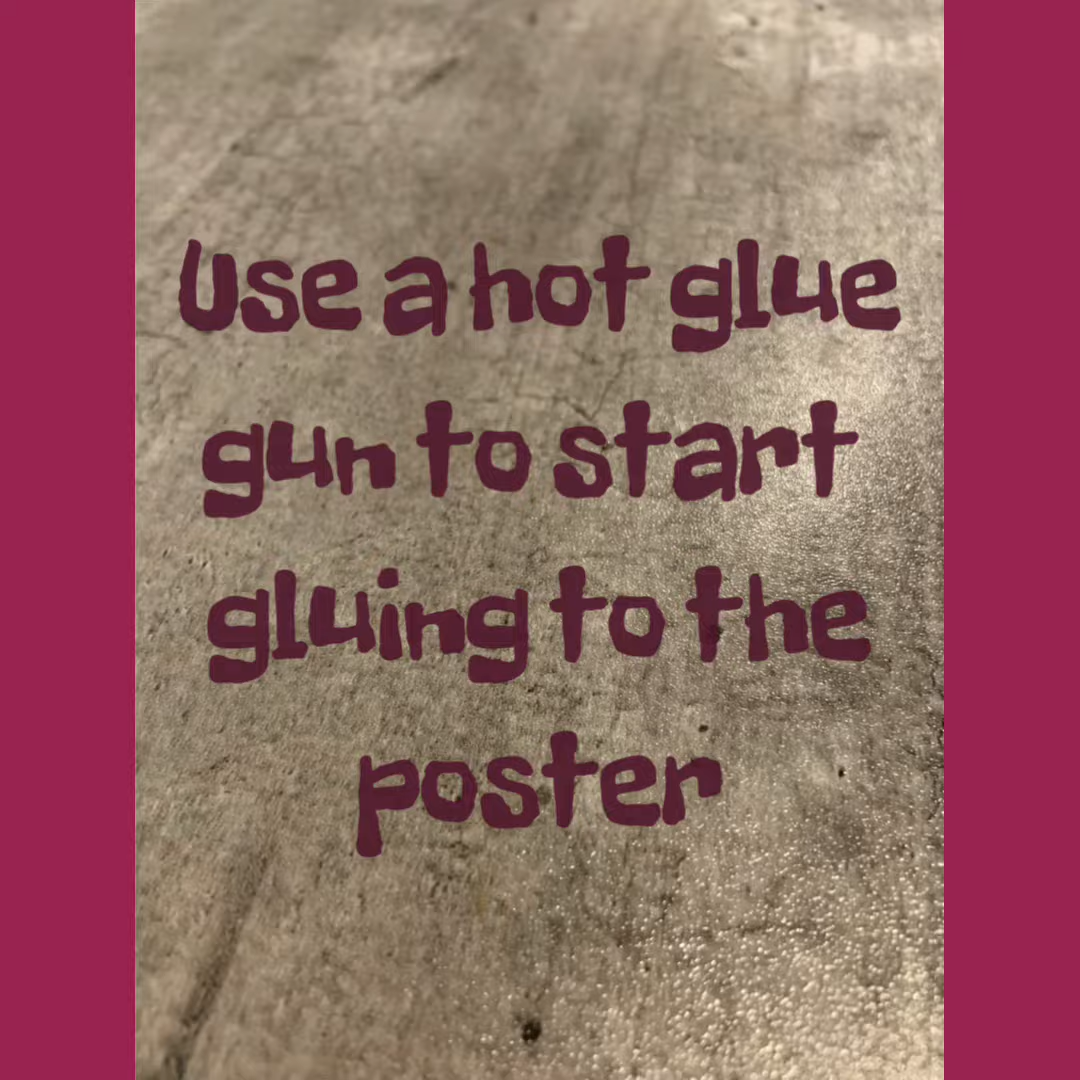 Use a hot glue
gun to start
gluing to the
poster